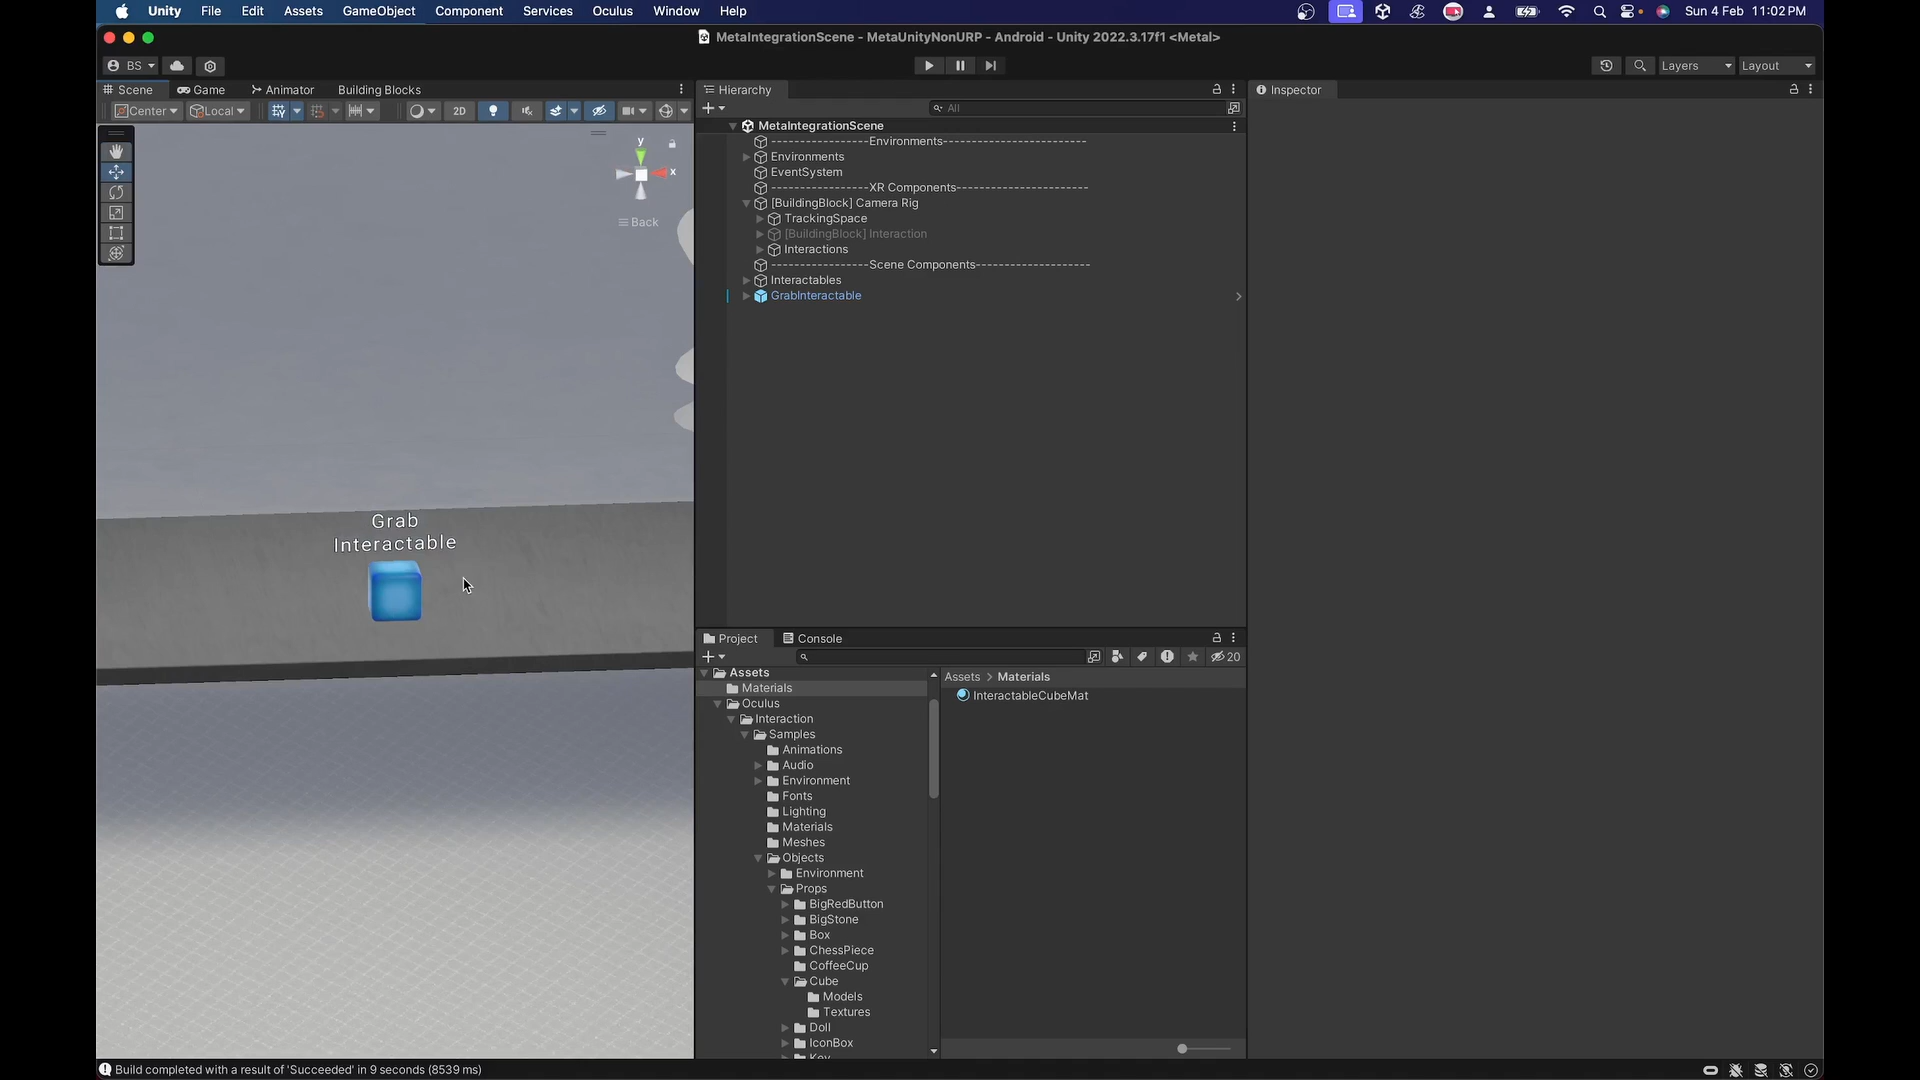 Unity File Edit Assets GameObject Component Services Oculus Window Help Sun 4 Feb 11:02 PM
MetaIntegrationScene - MetaUnityNonURP - Android - Unity 2022.3.17f1 <Metal>
BS Layers Layout
Scene Game Animator Building Blocks
Center Local 2D
y
x
Back
Grab
Interactable
Hierarchy
All
MetaIntegrationScene
-----------------Environments-------------------------
Environments
EventSystem
-----------------XR Components-----------------------
[BuildingBlock] Camera Rig
TrackingSpace
[BuildingBlock] Interaction
Interactions
-----------------Scene Components--------------------
Interactables
GrabInteractable
Inspector
Project Console
20
Assets
Materials
Oculus
Interaction
Samples
Animations
Audio
Environment
Fonts
Lighting
Materials
Meshes
Objects
Environment
Props
BigRedButton
BigStone
Box
ChessPiece
CoffeeCup
Cube
Models
Textures
Doll
IconBox
Key
Assets > Materials
InteractableCubeMat
Build completed with a result of 'Succeeded' in 9 seconds (8539 ms)